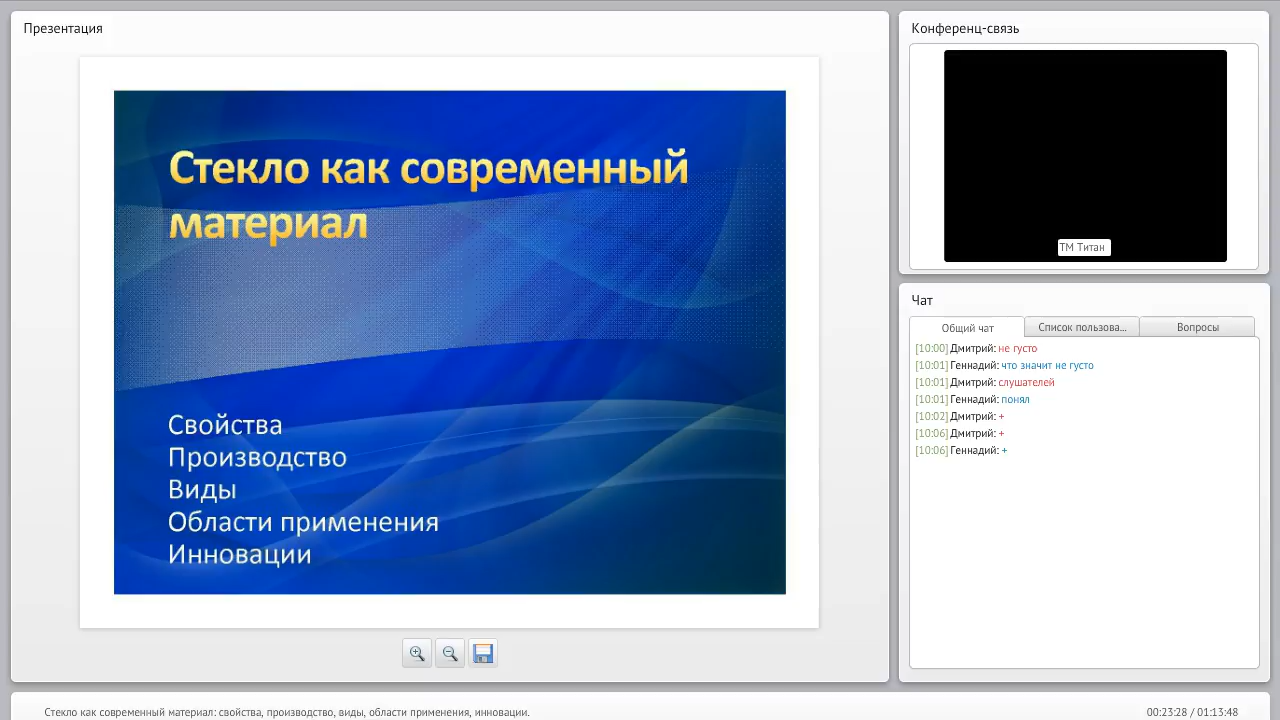 Презентация
Стекло как современный
материал
Свойства
Производство
Виды
Области применения
Инновации
Конференц-связь
ТМ Титан
Чат
Общий чат
Список пользова...
Вопросы
[10:00] Дмитрий: не густо
[10:01] Геннадий: что значит не густо
[10:01] Дмитрий: слушателей
[10:01] Геннадий: понял
[10:02] Дмитрий: +
[10:06] Дмитрий: +
[10:06] Геннадий: +
Стекло как современный материал: свойства, производство, виды, области применения, инновации.
00:23:28 / 01:13:48